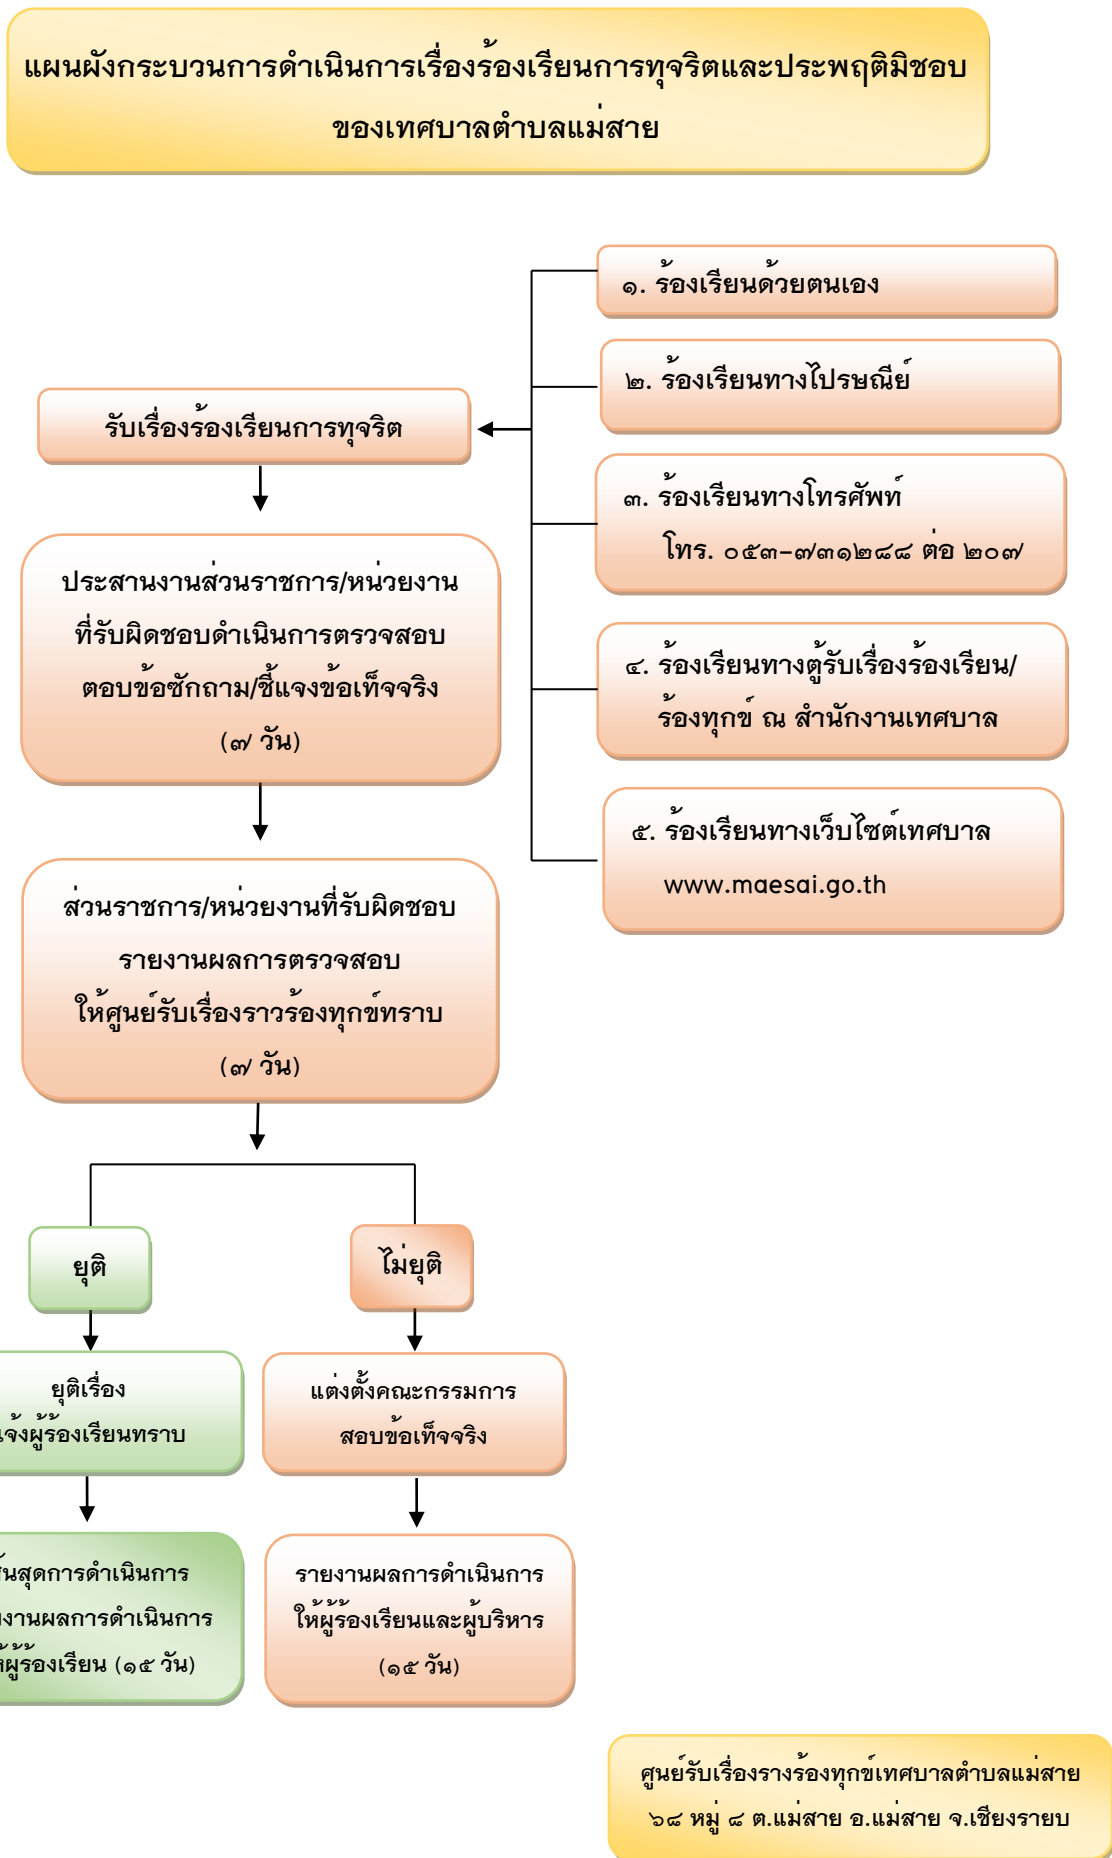 แผนผังกระบวนการดำเนินการเรื่องร้องเรียนการทุจริตและประพฤติมิชอบ
ของเทศบาลตำบลแม่สาย
๑. ร้องเรียนด้วยตนเอง
๒. ร้องเรียนทางไปรษณีย์
๓. ร้องเรียนทางโทรศัพท์
โทร. ๐๕๓-๗๓๑๒๘๘ ต่อ ๒๐๗
๔. ร้องเรียนทางตู้รับเรื่องร้องเรียน/
ร้องทุกข์ ณ สำนักงานเทศบาล
๕. ร้องเรียนทางเว็บไซต์เทศบาล
www.maesai.go.th
รับเรื่องร้องเรียนการทุจริต
ประสานงานส่วนราชการ/หน่วยงาน
ที่รับผิดชอบดำเนินการตรวจสอบ
ตอบข้อซักถาม/ชี้แจงข้อเท็จจริง
(๗ วัน)
ส่วนราชการ/หน่วยงานที่รับผิดชอบ
รายงานผลการตรวจสอบ
ให้ศูนย์รับเรื่องราวร้องทุกข์ทราบ
(๗ วัน)
ยุติ
ไม่ยุติ
ยุติเรื่อง
ผู้ร้องเรียนทราบ
แต่งตั้งคณะกรรมการ
สอบข้อเท็จจริง
การดำเนินการ
ผลการดำเนินการ
ผู้ร้องเรียน (๑๕ วัน)
รายงานผลการดำเนินการ
ให้ผู้ร้องเรียนและผู้บริหาร
(๑๕ วัน)
ศูนย์รับเรื่องรางร้องทุกข์เทศบาลตำบลแม่สาย
๖๘ หมู่ ๘ ต.แม่สาย อ.แม่สาย จ.เชียงรายบ